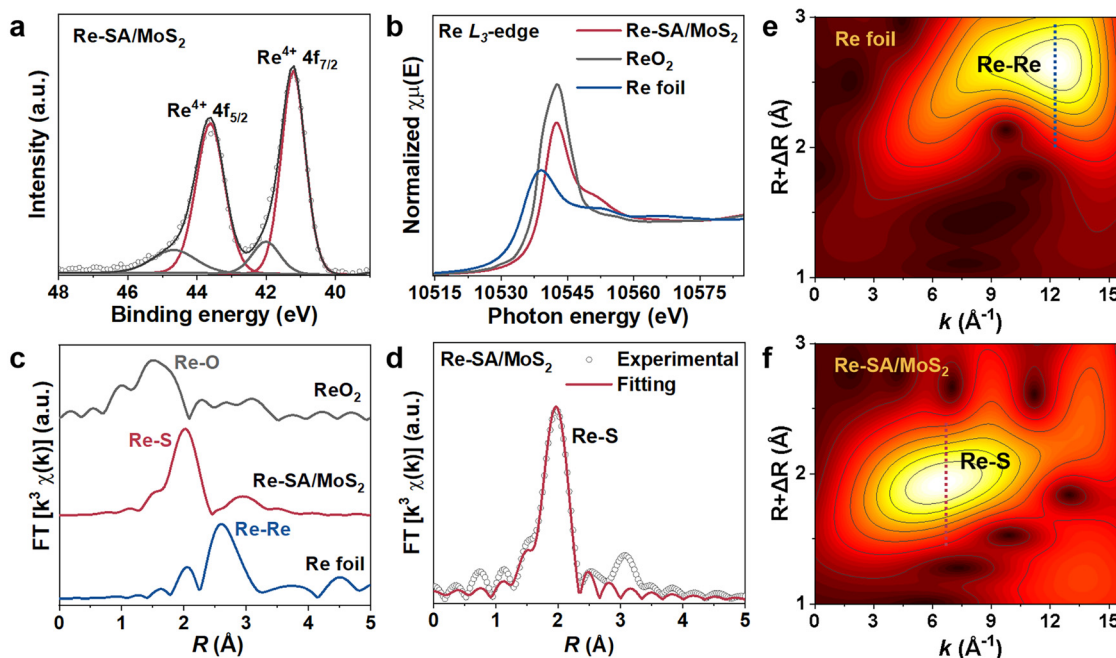 a
Re-SA/MoS₂
Re⁴⁺ 4f₇/₂
Re⁴⁺ 4f₅/₂
Intensity (a.u.)
48 46 44 42 40
Binding energy (eV)
b
Re L₃-edge
Re-SA/MoS₂
ReO₂
Re foil
Normalized χμ(E)
10515 10530 10545 10560 10575
Photon energy (eV)
c
Re-O
ReO₂
Re-S
Re-SA/MoS₂
Re-Re
Re foil
FT [k³ χ(k)] (a.u.)
0 1 2 3 4 5
R (Å)
d
Re-SA/MoS₂
Experimental
Fitting
Re-S
FT [k³ χ(k)] (a.u.)
0 1 2 3 4 5
R (Å)
e
Re foil
Re-Re
R+ΔR (Å)
3
2
1
0 3 6 9 12 15
k (Å⁻¹)
f
Re-SA/MoS₂
Re-S
R+ΔR (Å)
3
2
1
0 3 6 9 12 15
k (Å⁻¹)